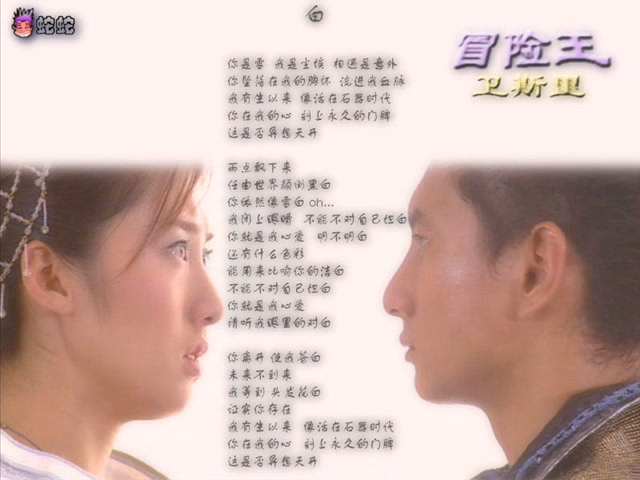 白
蛇蛇
冒险王
卫斯里
你是雪 我是尘埃 相遇是意外
你坠落在我的胸怀 流进我血脉
我有生以来 像活在石器时代
你在我的心 刻上永久的门牌
这是否异想天开
雨点飘下来
任由世界颠倒黑白
你依然像雪白 oh...
我闭上眼睛 不能不对自己坦白
你就是我心爱 明不明白
还有什么色彩
能用来比喻你的洁白
不能不对自己坦白
你就是我心爱
请听我眼里的对白
你离开 但我苍白
未来不到来
我等到 头发花白
证实你存在
我有生以来 像活在石器时代
你在我的心 刻上永久的门牌
这是否异想天开